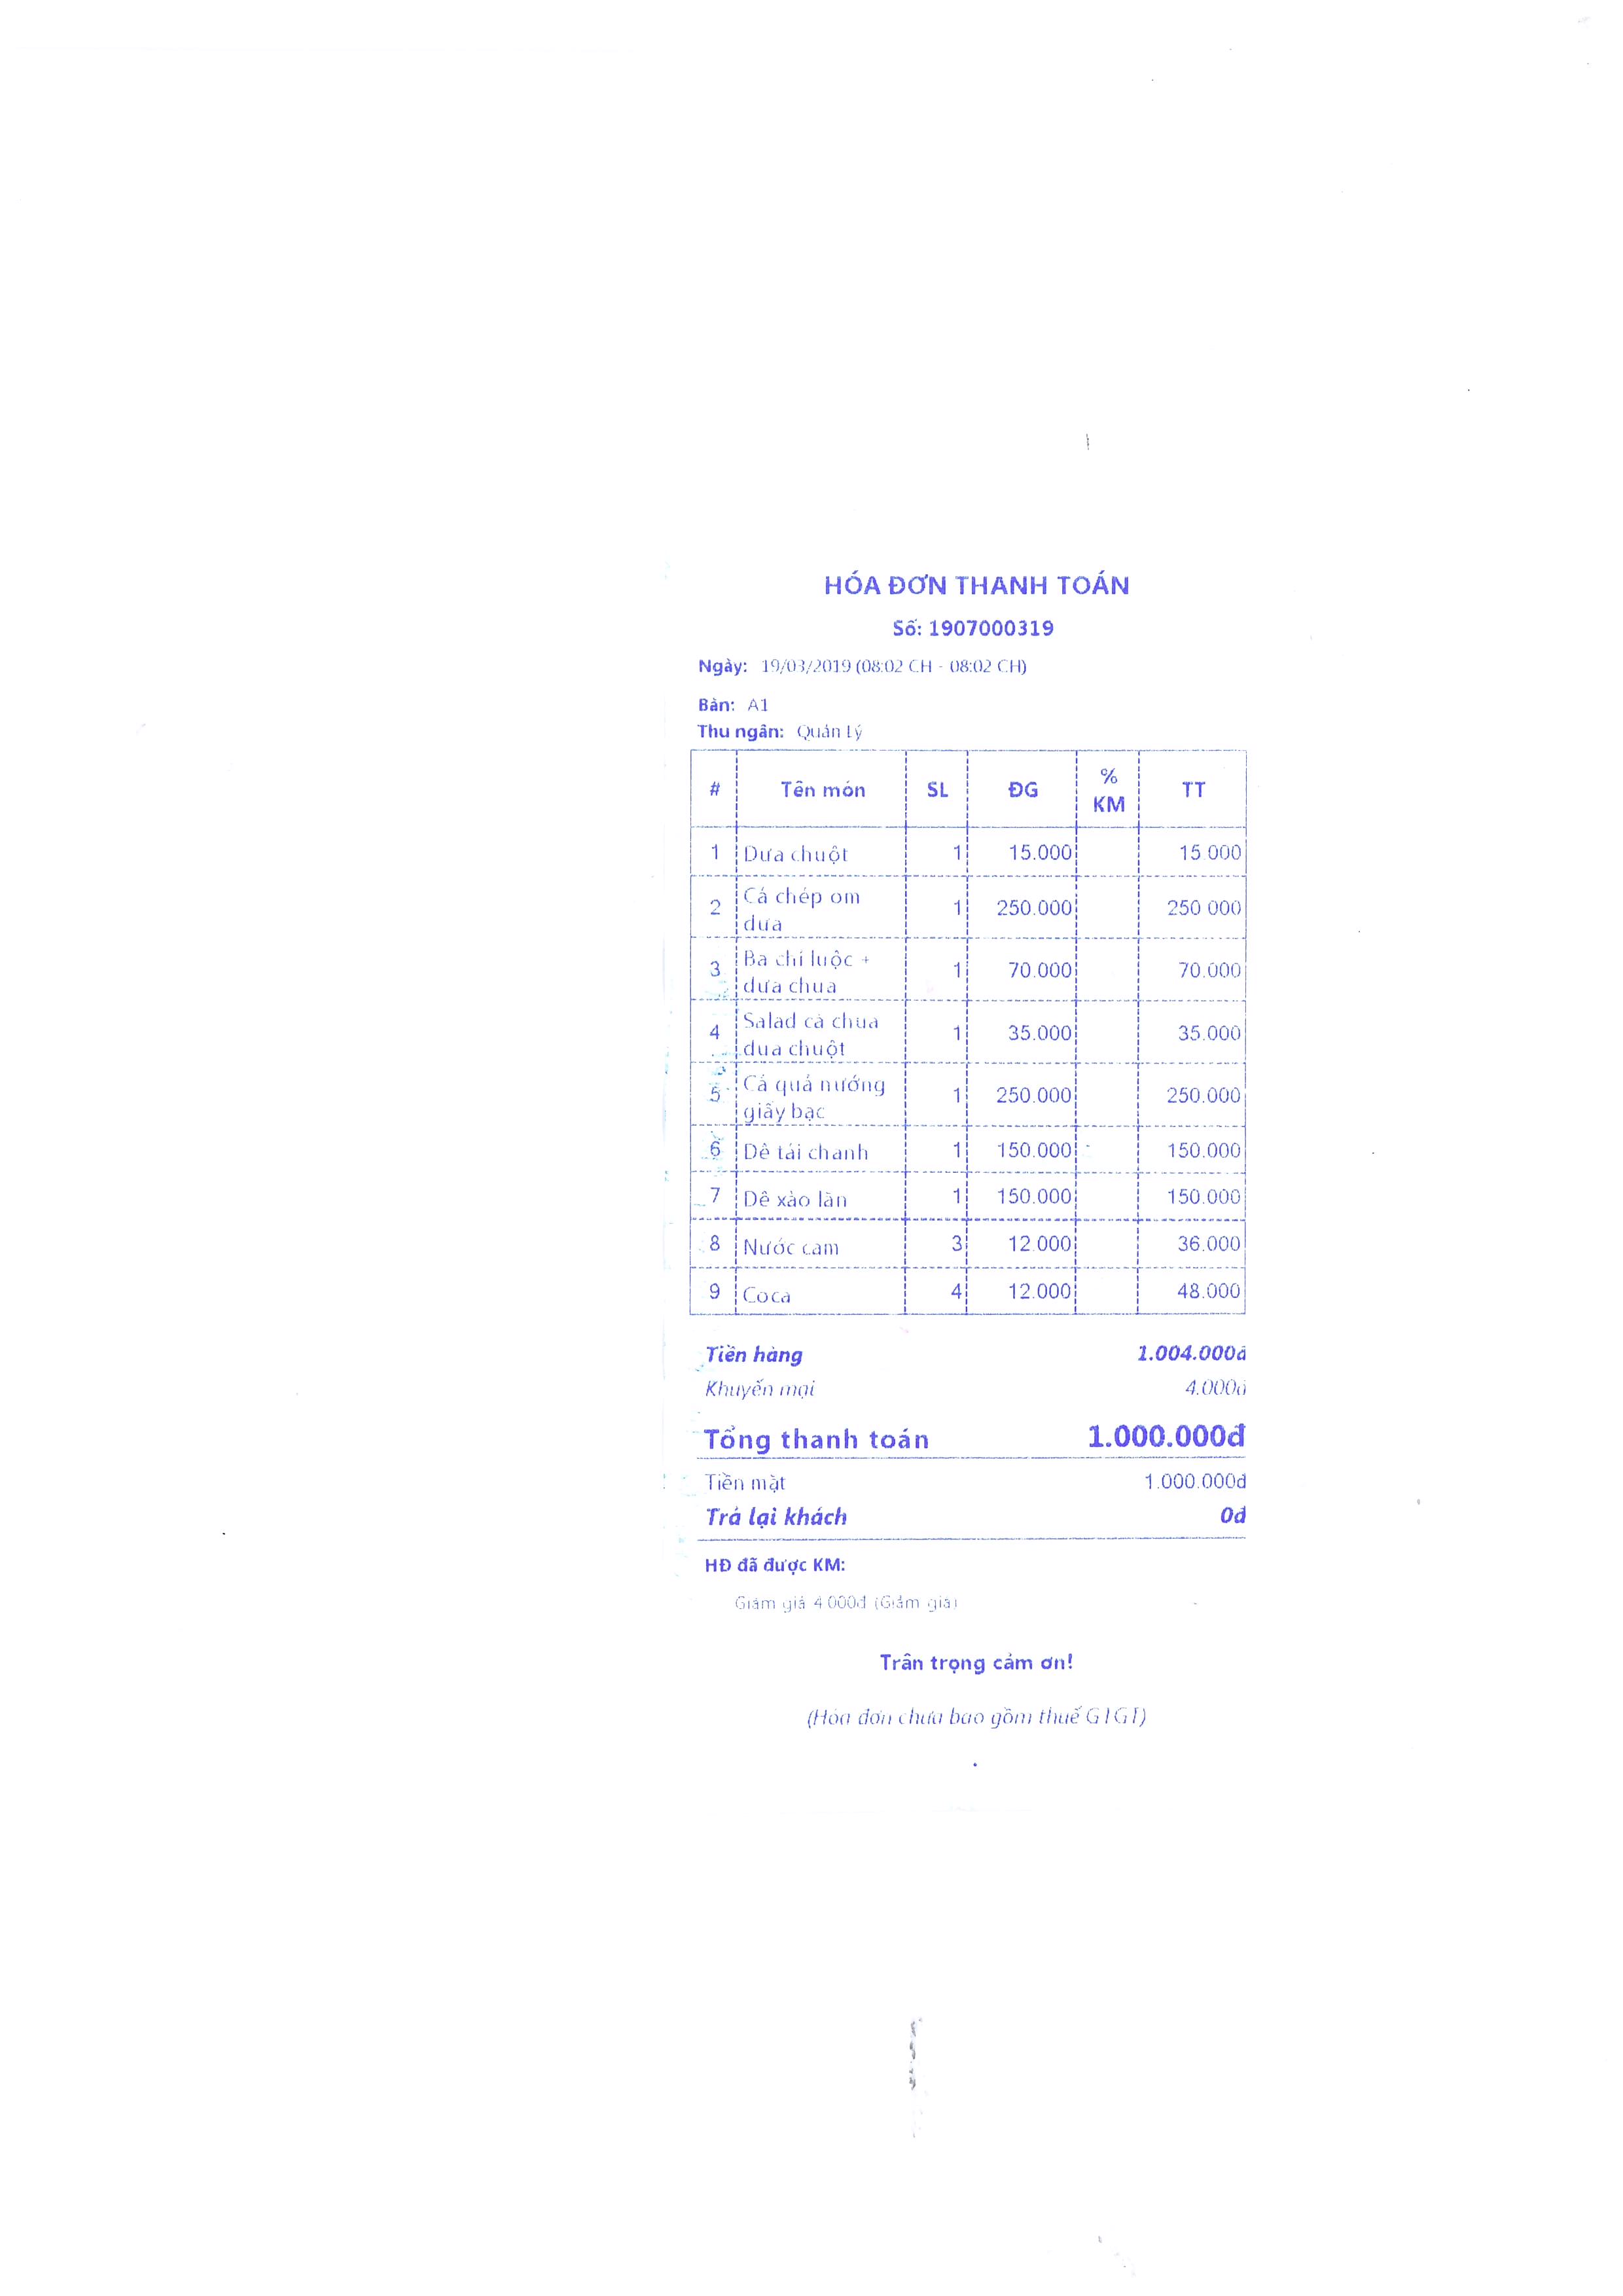 HÓA ĐƠN THANH TOÁN
Số: 1907000319
Ngày: 19/03/2019 (08:02 CH - 08:02 CH)
Bàn: A1
Thu ngân: Quản Lý
# Tên món SL ĐG % KM TT
1 Dưa chuột 1 15.000 15.000
2 Cá chép om dưa 1 250.000 250.000
3 Ba chỉ luộc + dưa chua 1 70.000 70.000
4 Salad cà chua dưa chuột 1 35.000 35.000
5 Cá quả nướng giấy bạc 1 250.000 250.000
6 Dê tái chanh 1 150.000 150.000
7 Dê xào lăn 1 150.000 150.000
8 Nước cam 3 12.000 36.000
9 Coca 4 12.000 48.000
Tiền hàng 1.004.000đ
Khuyến mại 4.000đ
Tổng thanh toán 1.000.000đ
Tiền mặt 1.000.000đ
Trả lại khách 0đ
HĐ đã được KM:
Giảm giá 4.000đ (Giảm giá)
Trân trọng cảm ơn!
(Hóa đơn chưa bao gồm thuế GTGT)